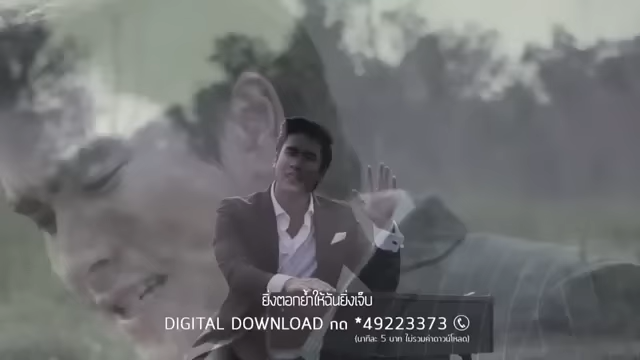 ยิ่งตอกย้ำให้ฉันยิ่งเจ็บ
DIGITAL DOWNLOAD กด *49223373
(นาทีละ 5 บาท ไม่รวมค่าดาวน์โหลด)